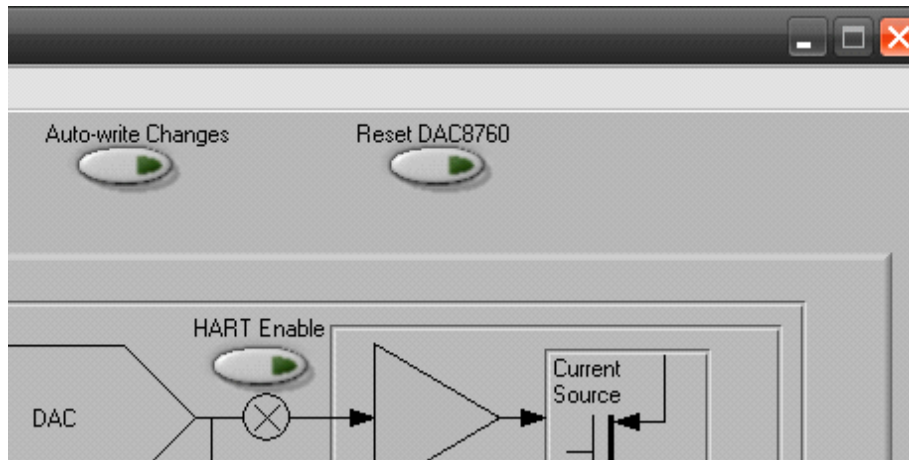 Auto-write Changes
Reset DAC8760
HART Enable
Current
Source
DAC